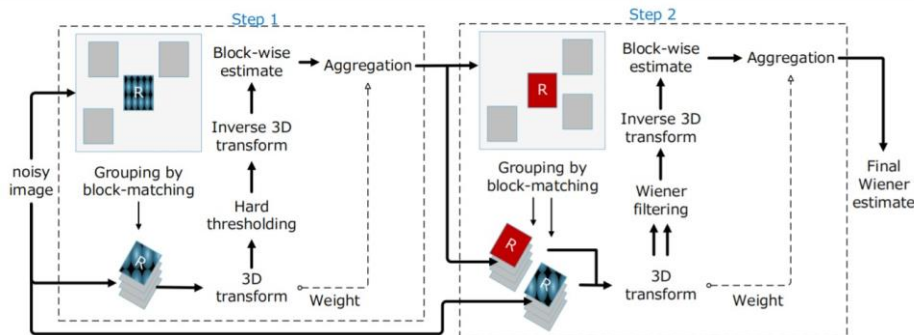 Step 1
Step 2
R
Block-wise
estimate
Aggregation
R
Block-wise
estimate
Aggregation
Inverse 3D
transform
Inverse 3D
transform
noisy
image
Grouping by
block-matching
Hard
thresholding
Grouping by
block-matching
Wiener
filtering
Final
Wiener
estimate
R
3D
transform
Weight
R
R
3D
transform
Weight